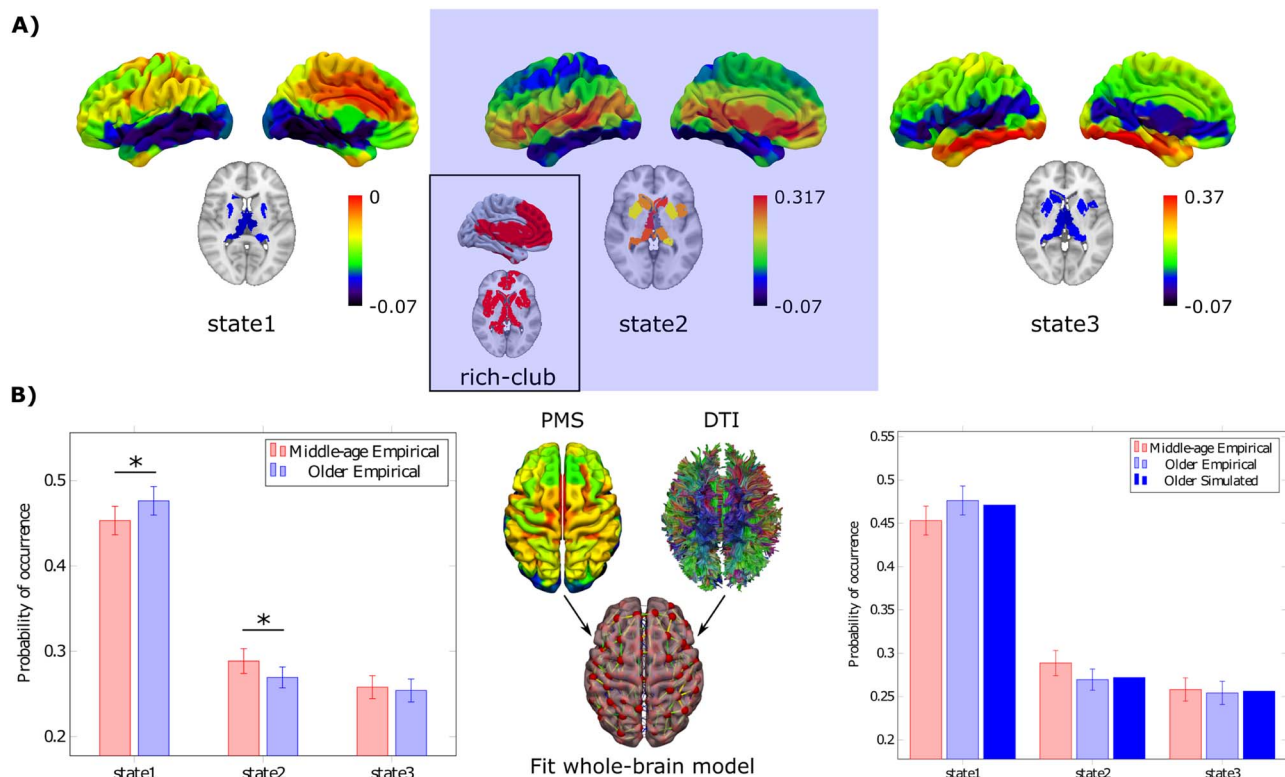 A)
0
-0.07
state1
rich-club
0.317
-0.07
state2
0.37
-0.07
state3
B)
Probability of occurrence
0.5
0.4
0.3
0.2
Middle-age Empirical
Older Empirical
*
*
state1
state2
state3
PMS
DTI
Fit whole-brain model
Probability of occurrence
0.55
0.5
0.45
0.4
0.35
0.3
0.25
0.2
Middle-age Empirical
Older Empirical
Older Simulated
state1
state2
state3